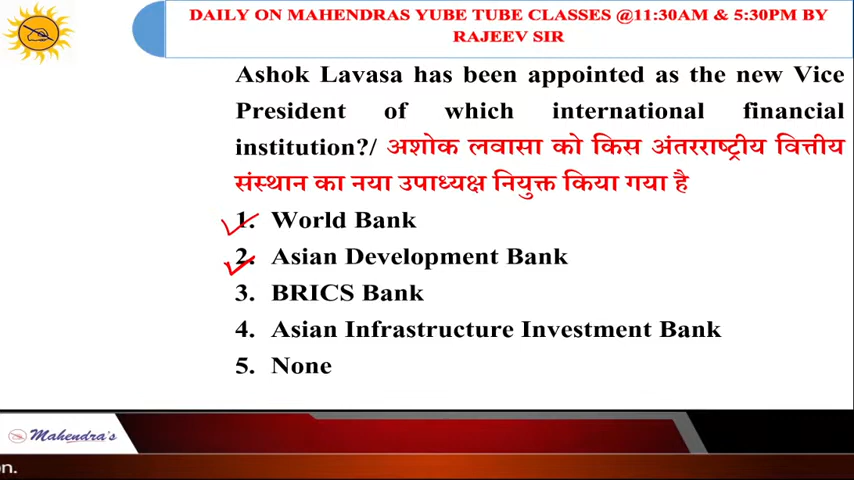 DAILY ON MAHENDRAS YUBE TUBE CLASSES @11:30AM & 5:30PM BY
RAJEEV SIR
Ashok Lavasa has been appointed as the new Vice
President of which international financial
institution?/ अशोक लवासा को किस अंतरराष्ट्रीय वित्तीय
संस्थान का नया उपाध्यक्ष नियुक्त किया गया है
1. World Bank
2. Asian Development Bank
3. BRICS Bank
4. Asian Infrastructure Investment Bank
5. None
Mahendra's
on.